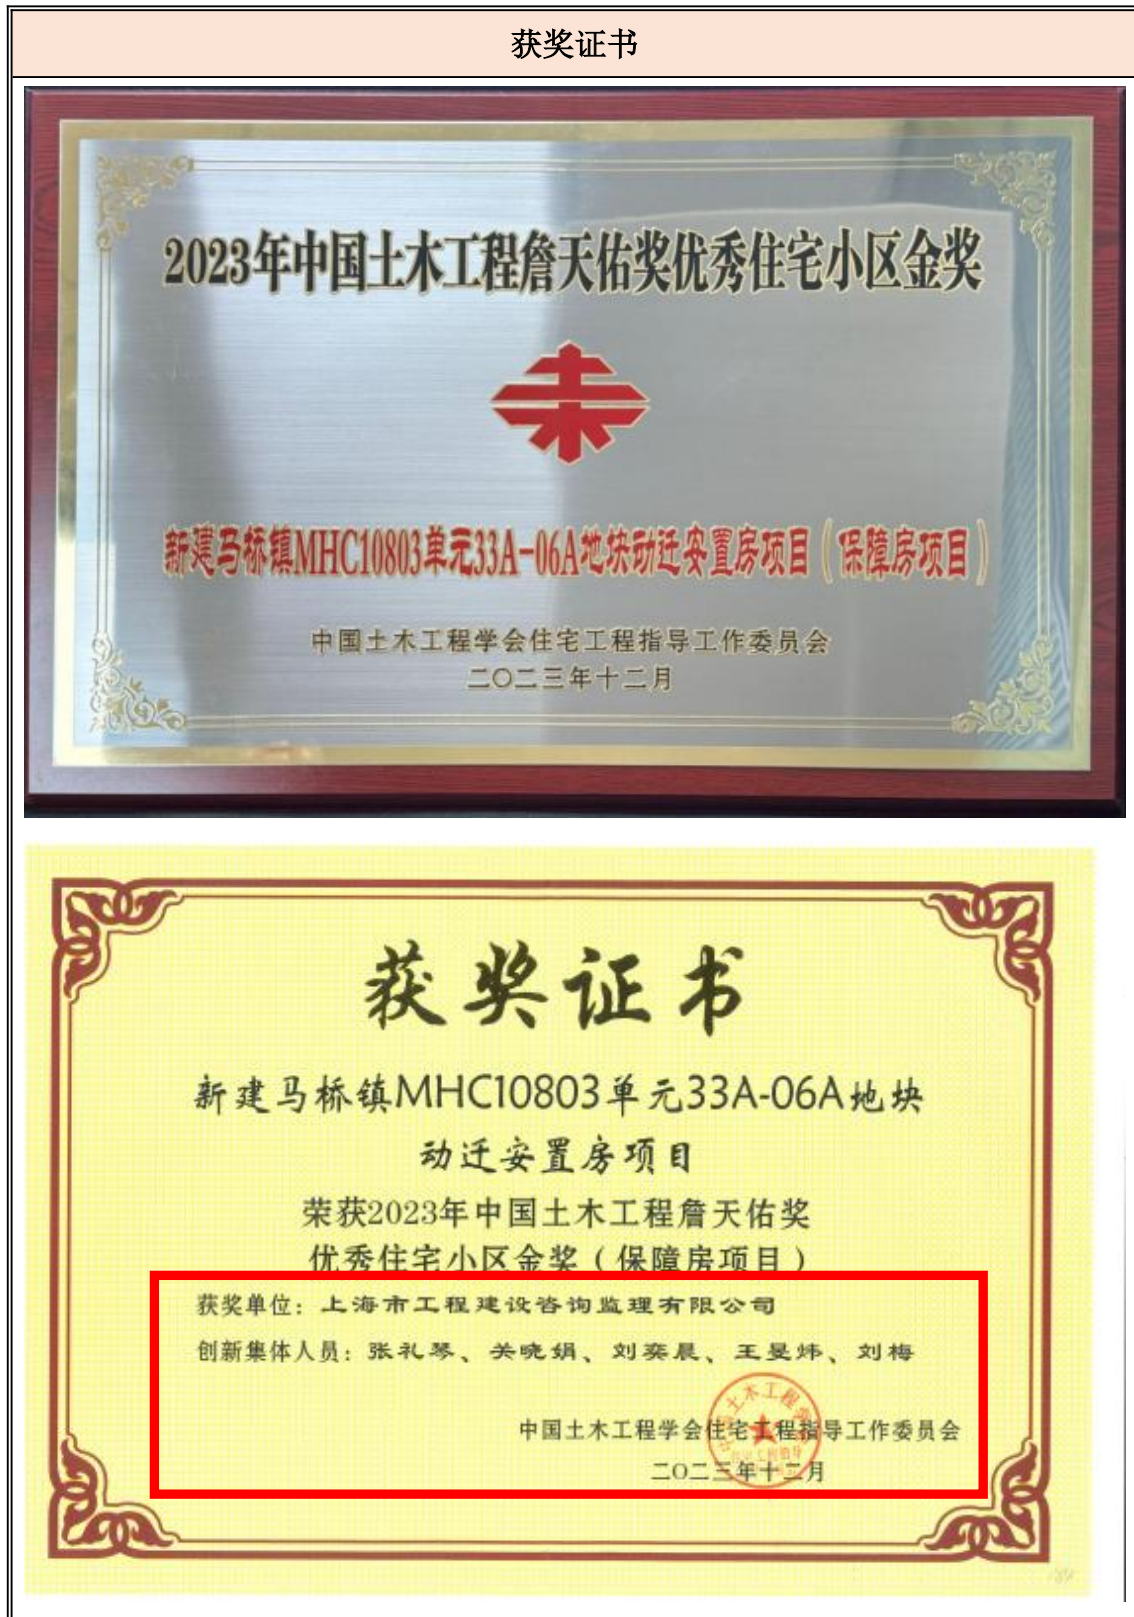 获奖证书
2023年中国土木工程詹天佑奖优秀住宅小区金奖
新建马桥镇MHC10803单元33A-06A地块动迁安置房项目（保障房项目）
中国土木工程学会住宅工程指导工作委员会
二〇二三年十二月
获奖证书
新建马桥镇MHC10803单元33A-06A地块
动迁安置房项目
荣获2023年中国土木工程詹天佑奖
优秀住宅小区金奖（保障房项目）
获奖单位：上海市工程建设咨询监理有限公司
创新集体人员：张礼琴、关晓娟、刘奕晨、王旻炜、刘梅
中国土木工程学会住宅工程指导工作委员会
二〇二三年十二月